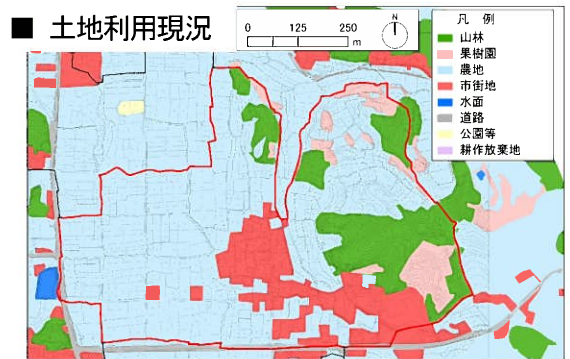 ■ 土地利用現況
0 125 250
m
N
凡 例
山林
果樹園
農地
市街地
水面
道路
公園等
耕作放棄地